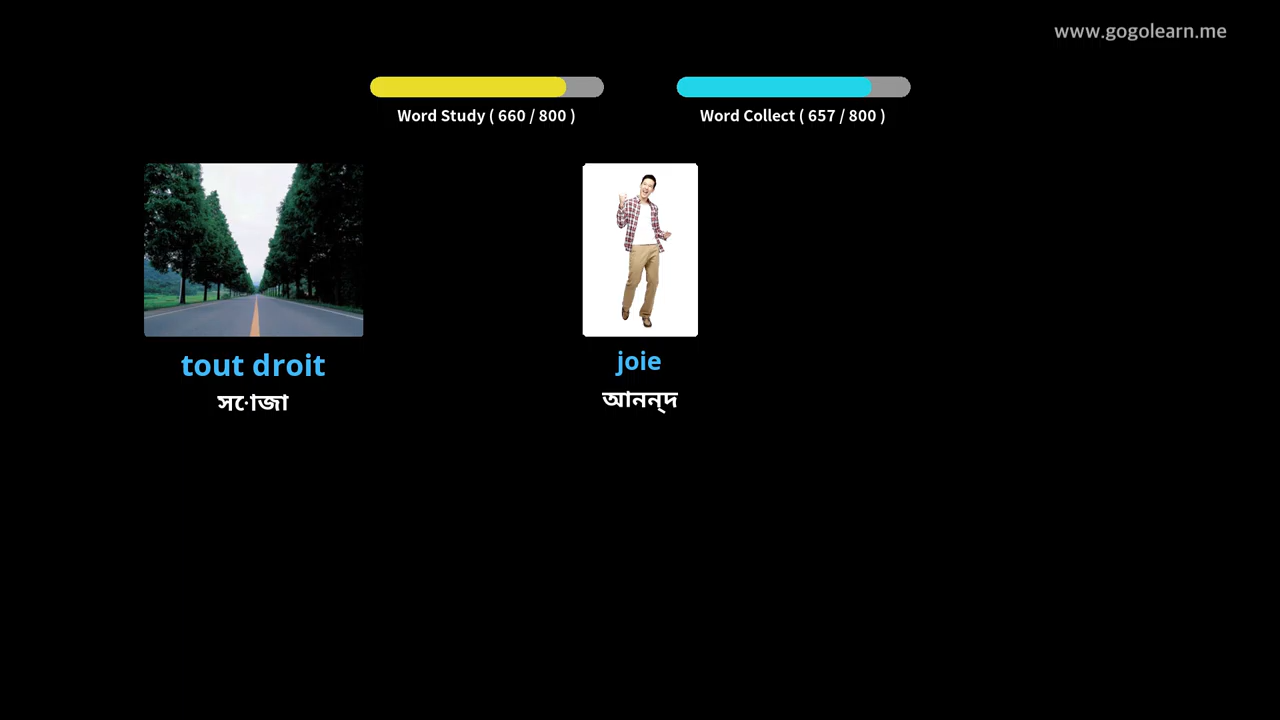 www.gogolearn.me
Word Study ( 660 / 800 )
Word Collect ( 657 / 800 )
tout droit
সোজা
joie
আনন্দ